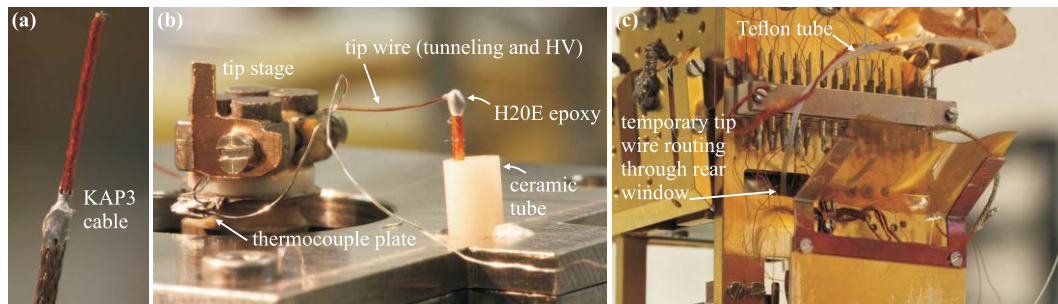 (a)
KAP3
cable
(b)
tip wire (tunneling and HV)
tip stage
H20E epoxy
ceramic
tube
thermocouple plate
(c)
Teflon tube
temporary tip
wire routing
through rear
window